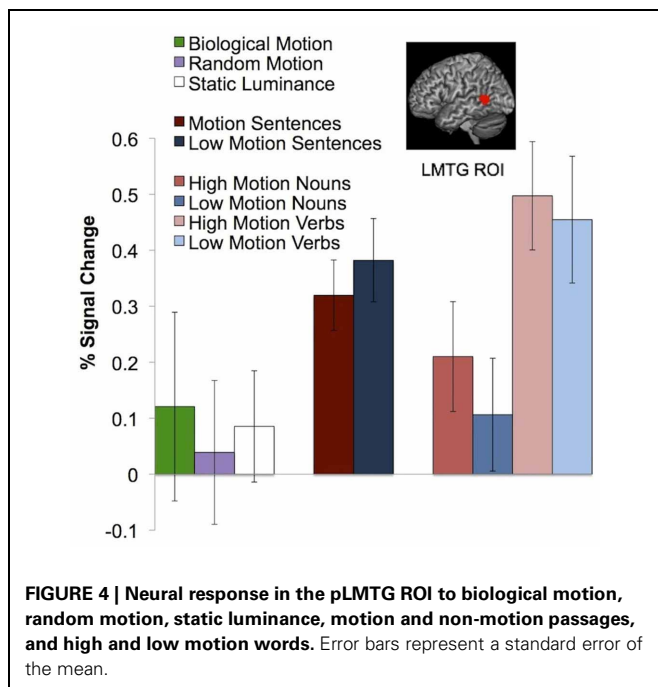 Biological Motion
Random Motion
Static Luminance
Motion Sentences
Low Motion Sentences
High Motion Nouns
Low Motion Nouns
High Motion Verbs
Low Motion Verbs
LMTG ROI
% Signal Change
0.6
0.5
0.4
0.3
0.2
0.1
0
-0.1
FIGURE 4 | Neural response in the pLMTG ROI to biological motion,
random motion, static luminance, motion and non-motion passages,
and high and low motion words. Error bars represent a standard error of
the mean.